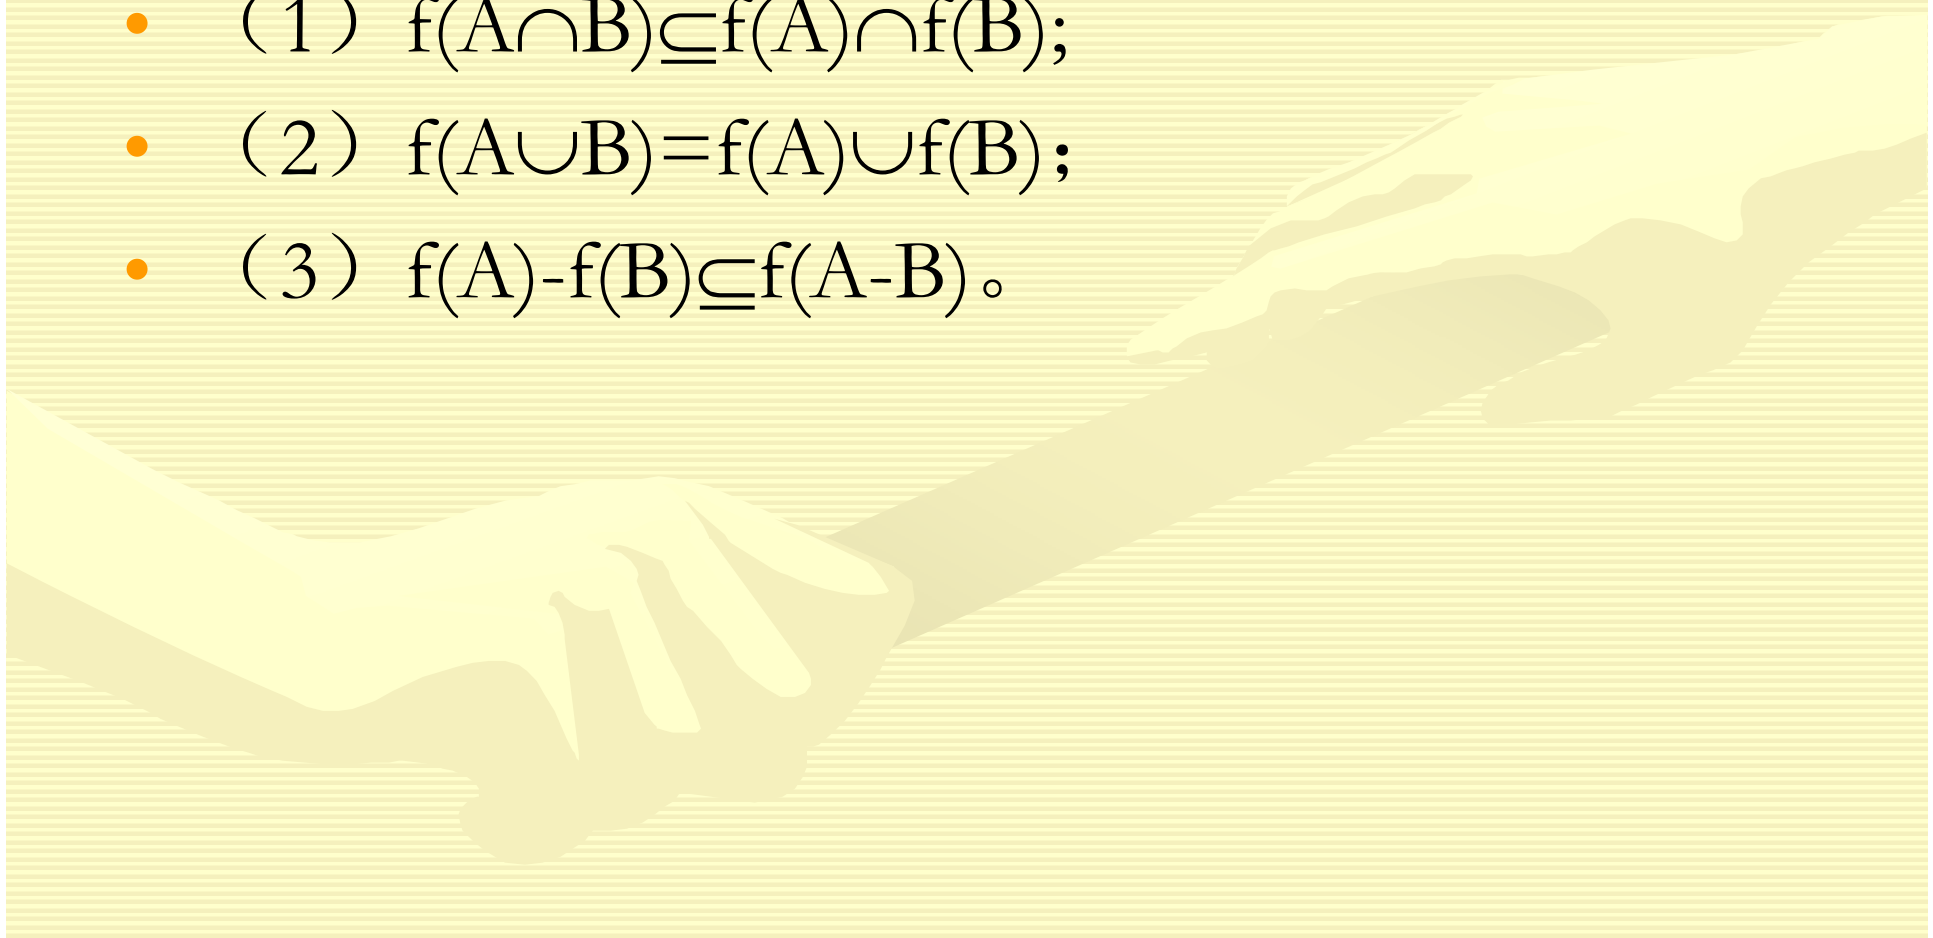 • （1）f(A∩B)⊆f(A)∩f(B);
• （2）f(A∪B)=f(A)∪f(B)；
• （3）f(A)-f(B)⊆f(A-B)。